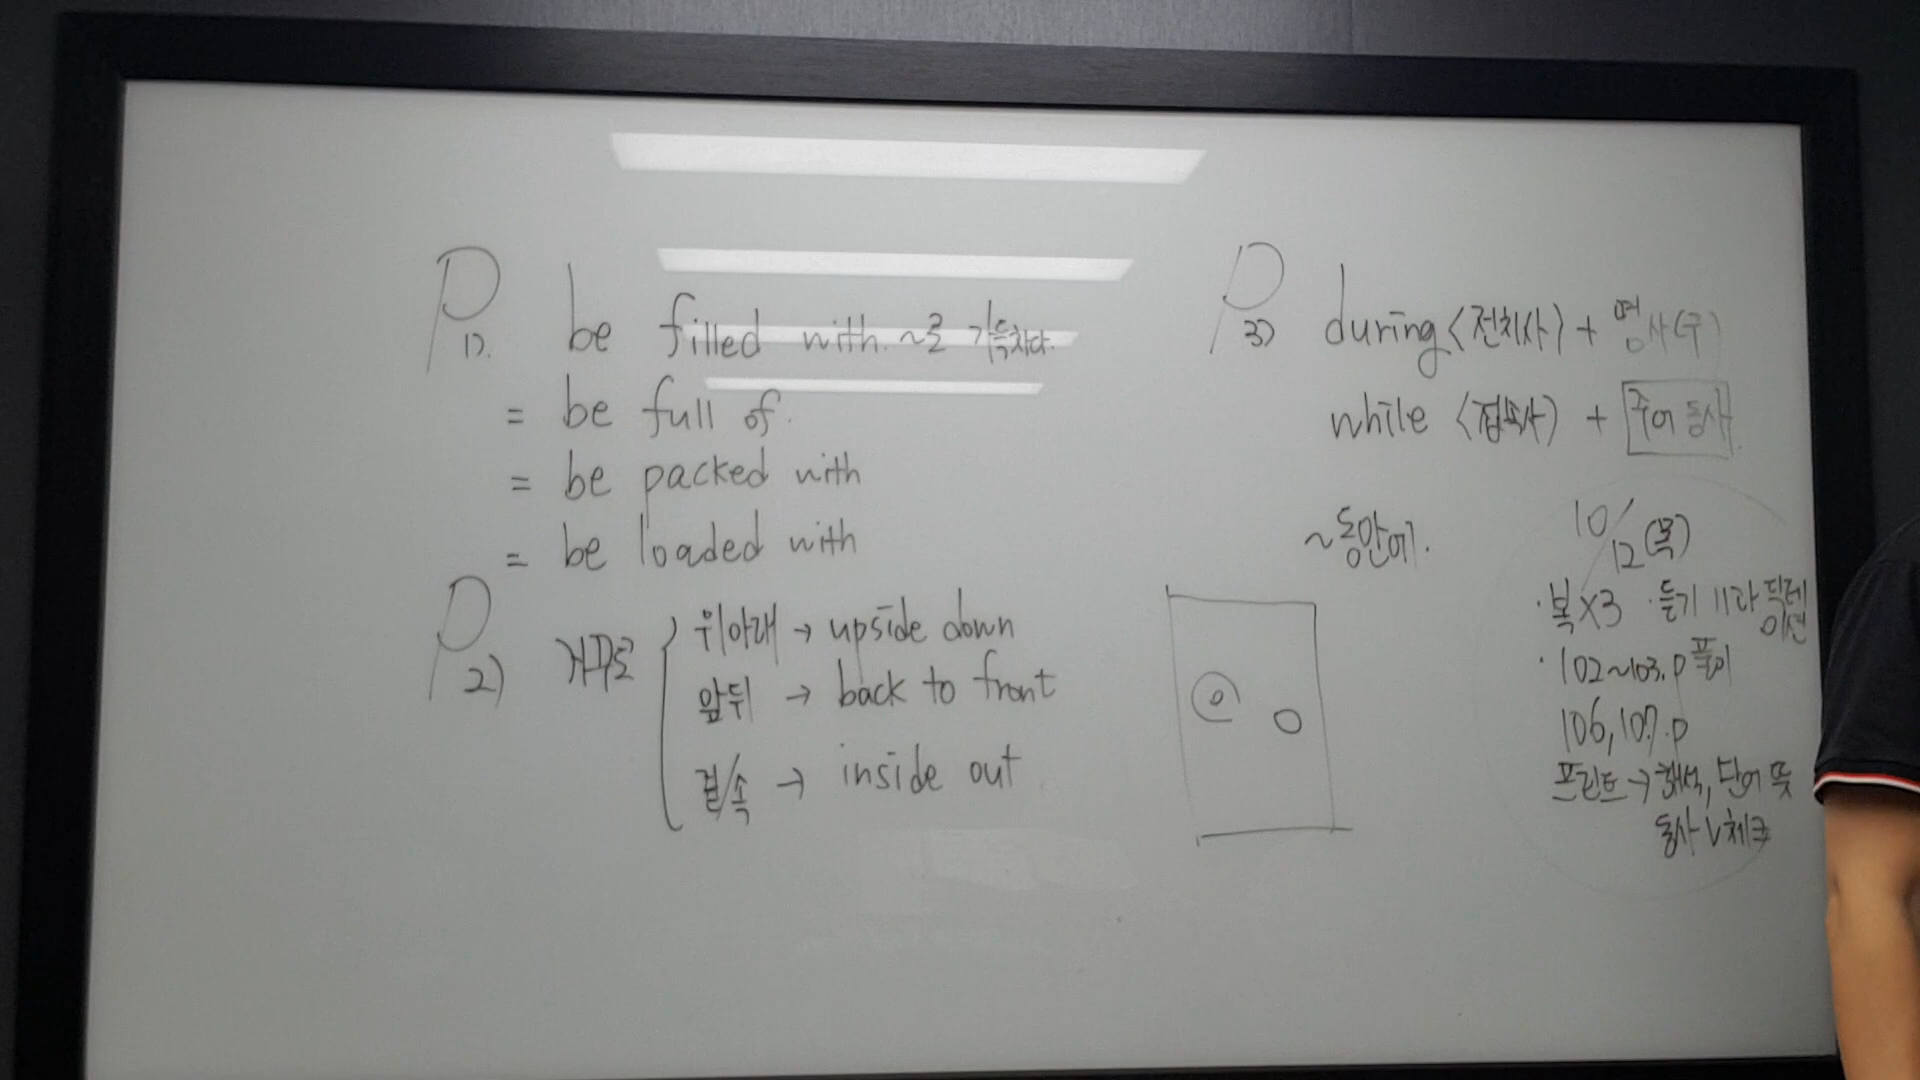 P
1). be filled with. ~로 가득차다.
= be full of.
= be packed with
= be loaded with
P
2) 거꾸로
위아래 → upside down
앞뒤 → back to front
겉/속 → inside out
P
3) during <전치사> + 명사(구)
while <접속사> + 주어 동사
~동안에.
10/12 (목)
· 복 x3 · 듣기 11과 딕테이션
· 102~103.p 풀이
106, 107.p
프린트 → 해석, 단어 뜻
동사 V 체크